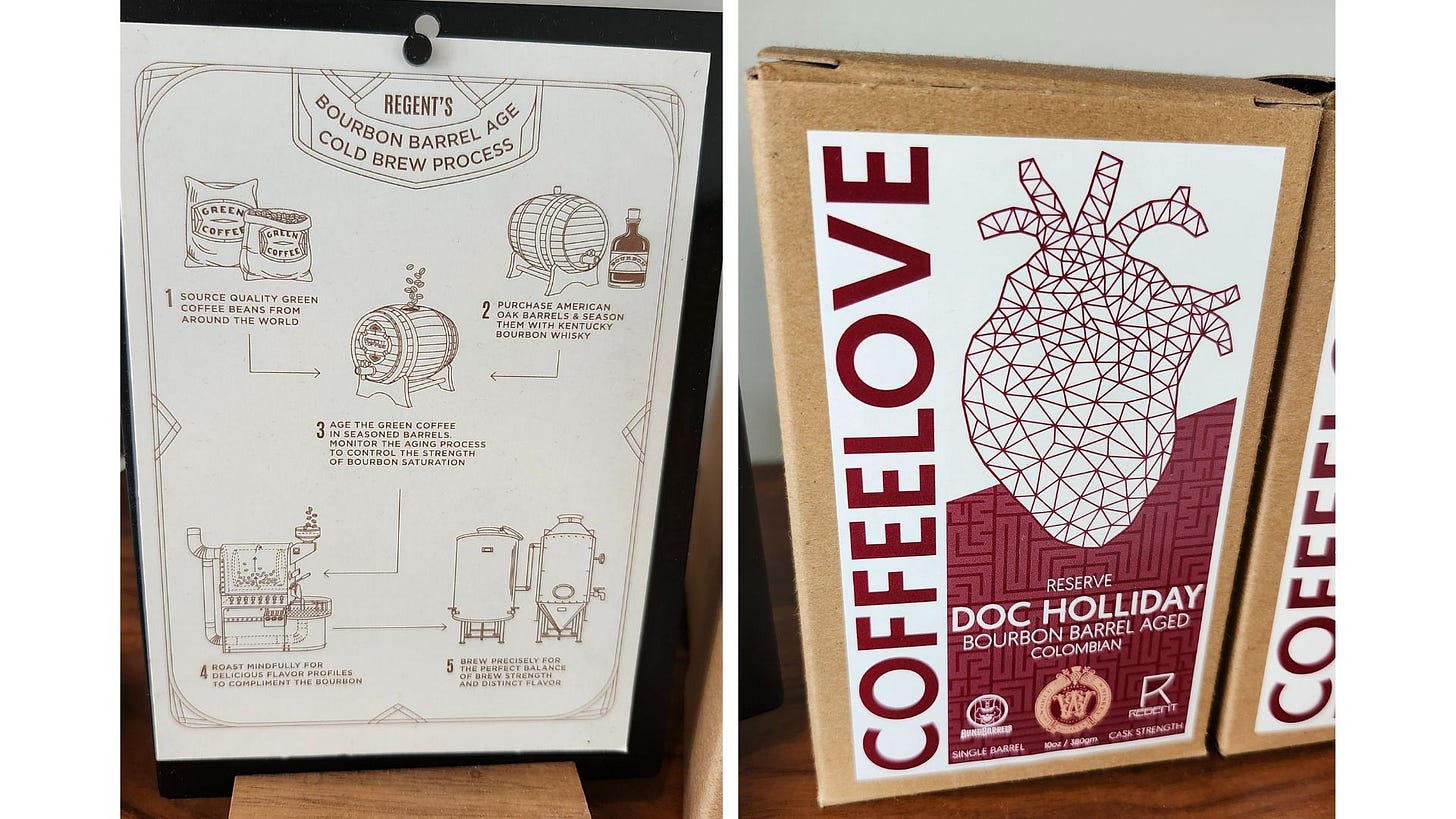 REGENT'S
BOURBON BARREL AGE
COLD BREW PROCESS
GREEN
COFFEE
GREEN
COFFEE
BOURBON
1 SOURCE QUALITY GREEN
COFFEE BEANS FROM
AROUND THE WORLD
2 PURCHASE AMERICAN
OAK BARRELS & SEASON
THEM WITH KENTUCKY
BOURBON WHISKY
3 AGE THE GREEN COFFEE
IN SEASONED BARRELS.
MONITOR THE AGING PROCESS
TO CONTROL THE STRENGTH
OF BOURBON SATURATION
4 ROAST MINDFULLY FOR
DELICIOUS FLAVOR PROFILES
TO COMPLIMENT THE BOURBON
5 BREW PRECISELY FOR
THE PERFECT BALANCE
OF BREW STRENGTH
AND DISTINCT FLAVOR
COFFEELOVE
RESERVE
DOC HOLLIDAY
BOURBON BARREL AGED
COLOMBIAN
REGENT
SINGLE BARREL
10oz / 380gm
CASK STRENGTH
COFFEELO